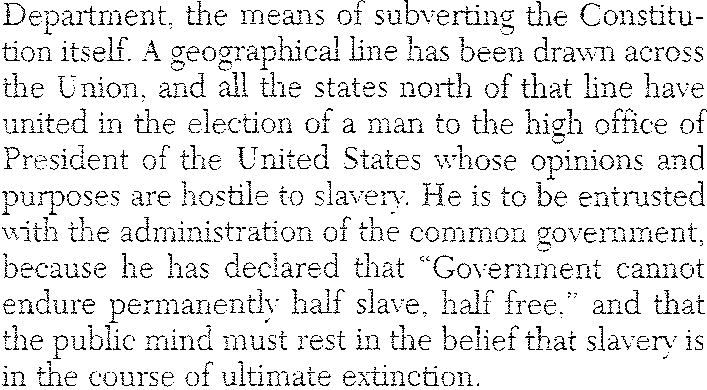 Department, the means of subverting the Constitu-
tion itself. A geographical line has been drawn across
the Union, and all the states north of that line have
united in the election of a man to the high office of
President of the United States whose opinions and
purposes are hostile to slavery. He is to be entrusted
with the administration of the common government,
because he has declared that “Government cannot
endure permanently half slave, half free,” and that
the public mind must rest in the belief that slavery is
in the course of ultimate extinction.